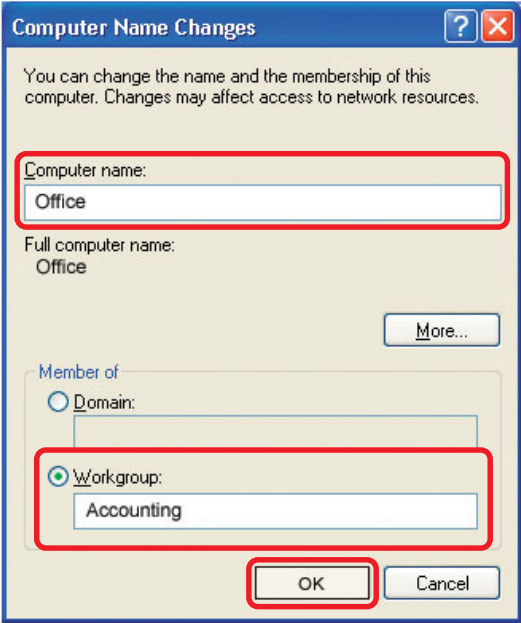 Computer Name Changes
You can change the name and the membership of this
computer. Changes may affect access to network resources.
Computer name:
Office
Full computer name:
Office
More...
Member of
Domain:
Workgroup:
Accounting
OK
Cancel